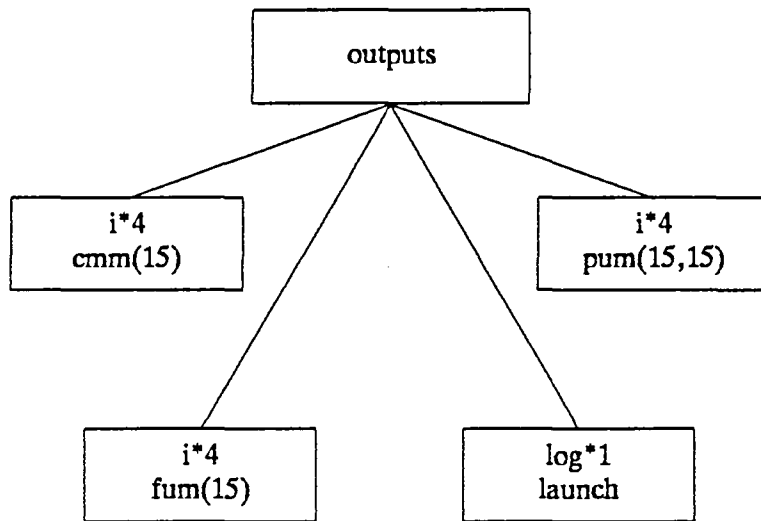 outputs
i*4
cmm(15)
i*4
pum(15,15)
i*4
fum(15)
log*1
launch